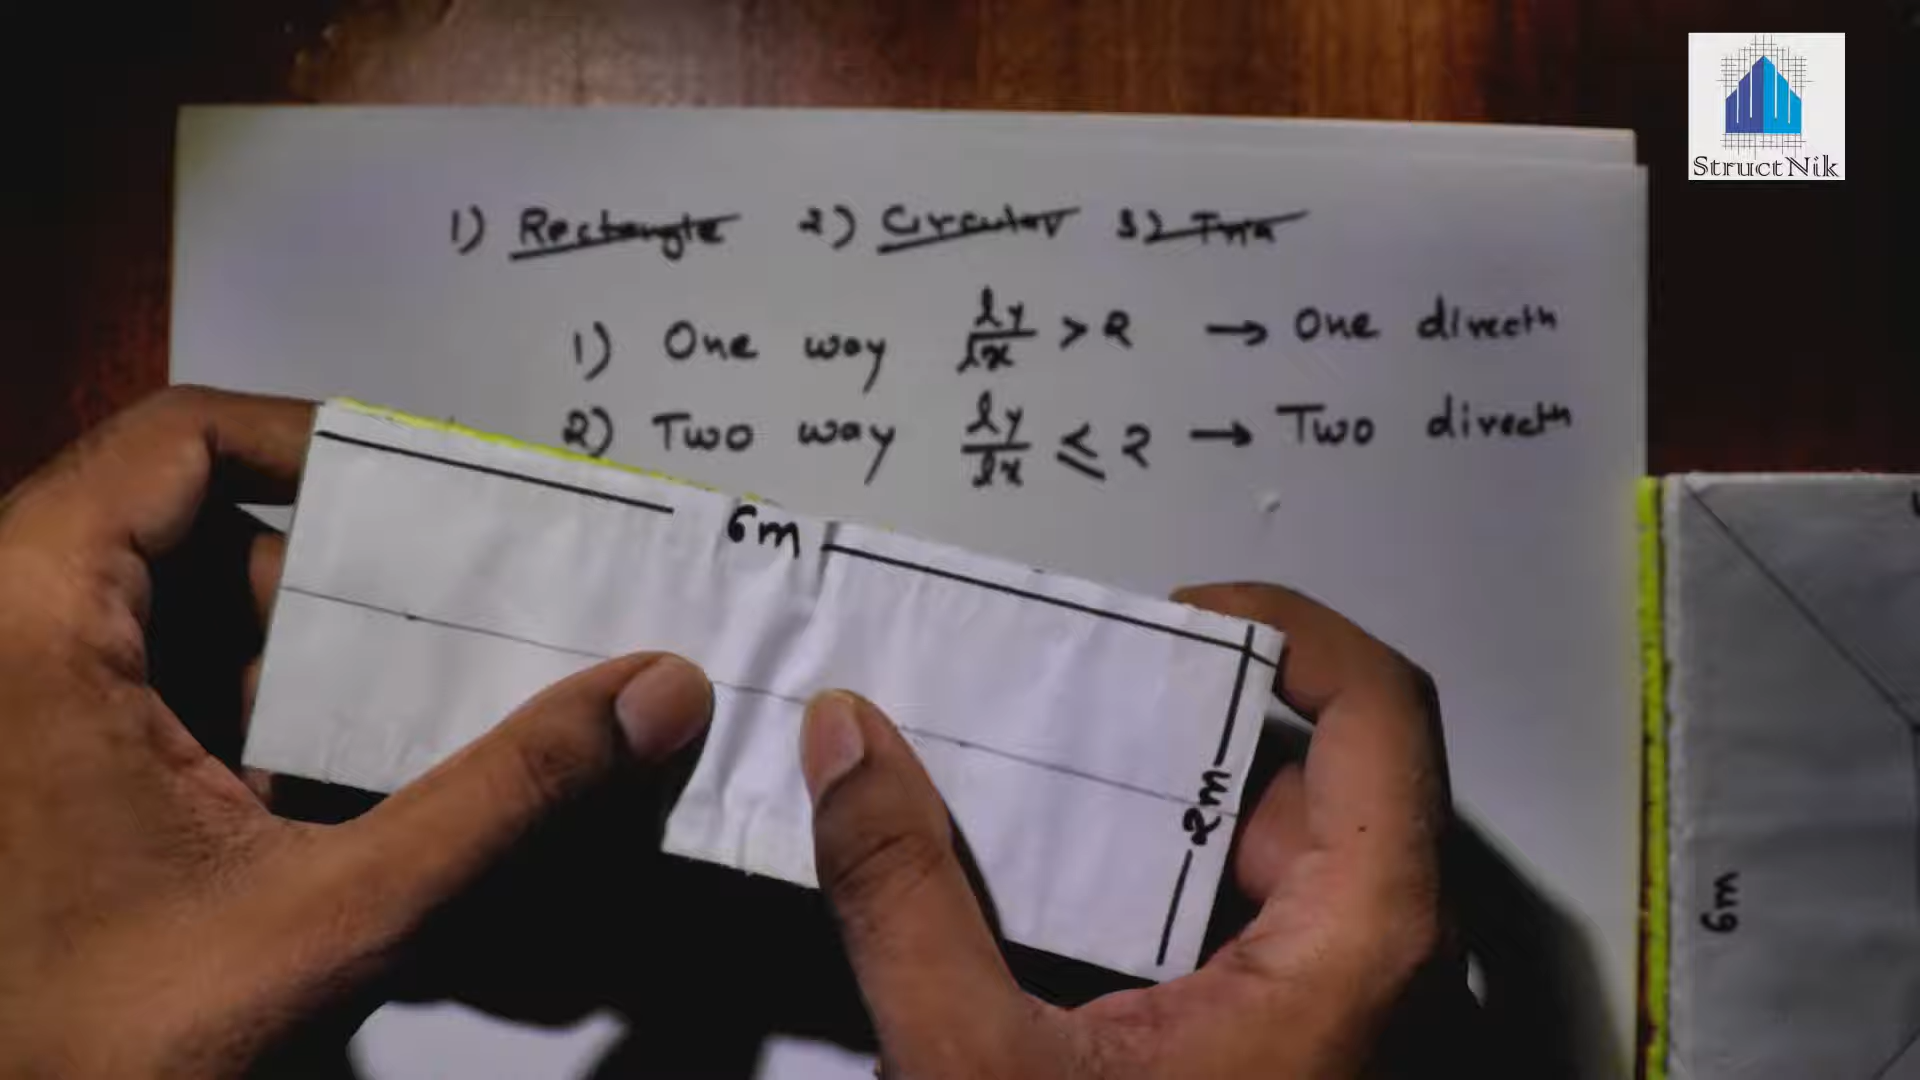 StructNik
1) Rectangle 2) Circular 3)
1) One way ly/lx > 2 → One directn
2) Two way ly/lx ≤ 2 → Two directn
6m
2m
6m